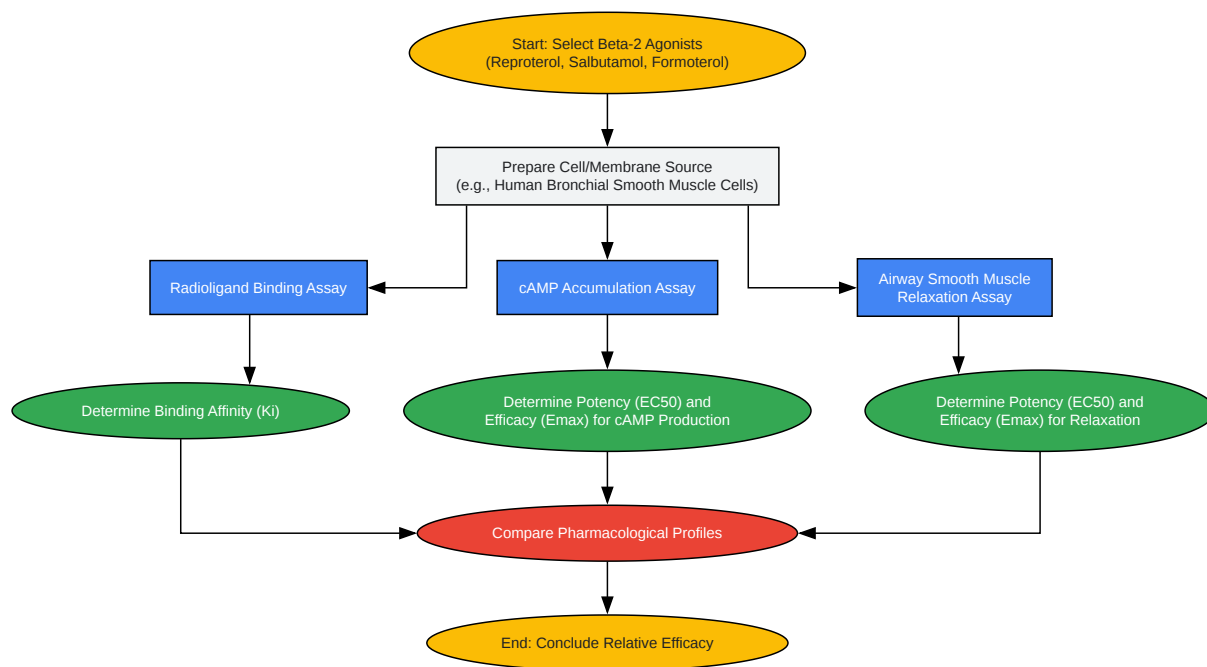 Start: Select Beta-2 Agonists
(Reproterol, Salbutamol, Formoterol)
Prepare Cell/Membrane Source
(e.g., Human Bronchial Smooth Muscle Cells)
Radioligand Binding Assay
cAMP Accumulation Assay
Airway Smooth Muscle
Relaxation Assay
Determine Binding Affinity (Ki)
Determine Potency (EC50) and
Efficacy (Emax) for cAMP Production
Determine Potency (EC50) and
Efficacy (Emax) for Relaxation
Compare Pharmacological Profiles
End: Conclude Relative Efficacy